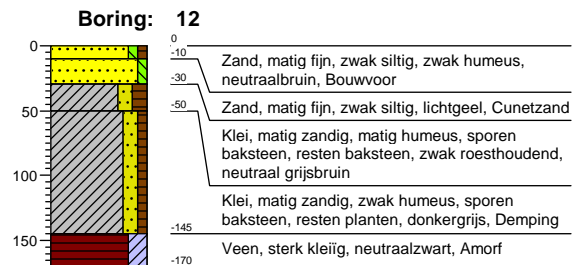 Boring: 12
0
0
-10
Zand, matig fijn, zwak siltig, zwak humeus,
neutraalbruin, Bouwvoor
-30
Zand, matig fijn, zwak siltig, lichtgeel, Cunetzand
50
-50
Klei, matig zandig, matig humeus, sporen
baksteen, resten baksteen, zwak roesthoudend,
neutraal grijsbruin
100
Klei, matig zandig, zwak humeus, sporen
baksteen, resten planten, donkergrijs, Demping
-145
150
Veen, sterk kleiïg, neutraalzwart, Amorf
-170